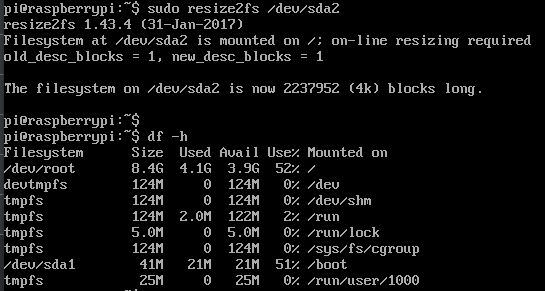 pi@raspberrypi:~$ sudo resize2fs /dev/sda2
resize2fs 1.43.4 (31-Jan-2017)
Filesystem at /dev/sda2 is mounted on /; on-line resizing required
old_desc_blocks = 1, new_desc_blocks = 1
The filesystem on /dev/sda2 is now 2237952 (4k) blocks long.
pi@raspberrypi:~$
pi@raspberrypi:~$ df -h
Filesystem Size Used Avail Use% Mounted on
/dev/root 8.4G 4.1G 3.9G 52% /
devtmpfs 124M 0 124M 0% /dev
tmpfs 124M 0 124M 0% /dev/shm
tmpfs 124M 2.0M 122M 2% /run
tmpfs 5.0M 0 5.0M 0% /run/lock
tmpfs 124M 0 124M 0% /sys/fs/cgroup
/dev/sda1 41M 21M 21M 51% /boot
tmpfs 25M 0 25M 0% /run/user/1000